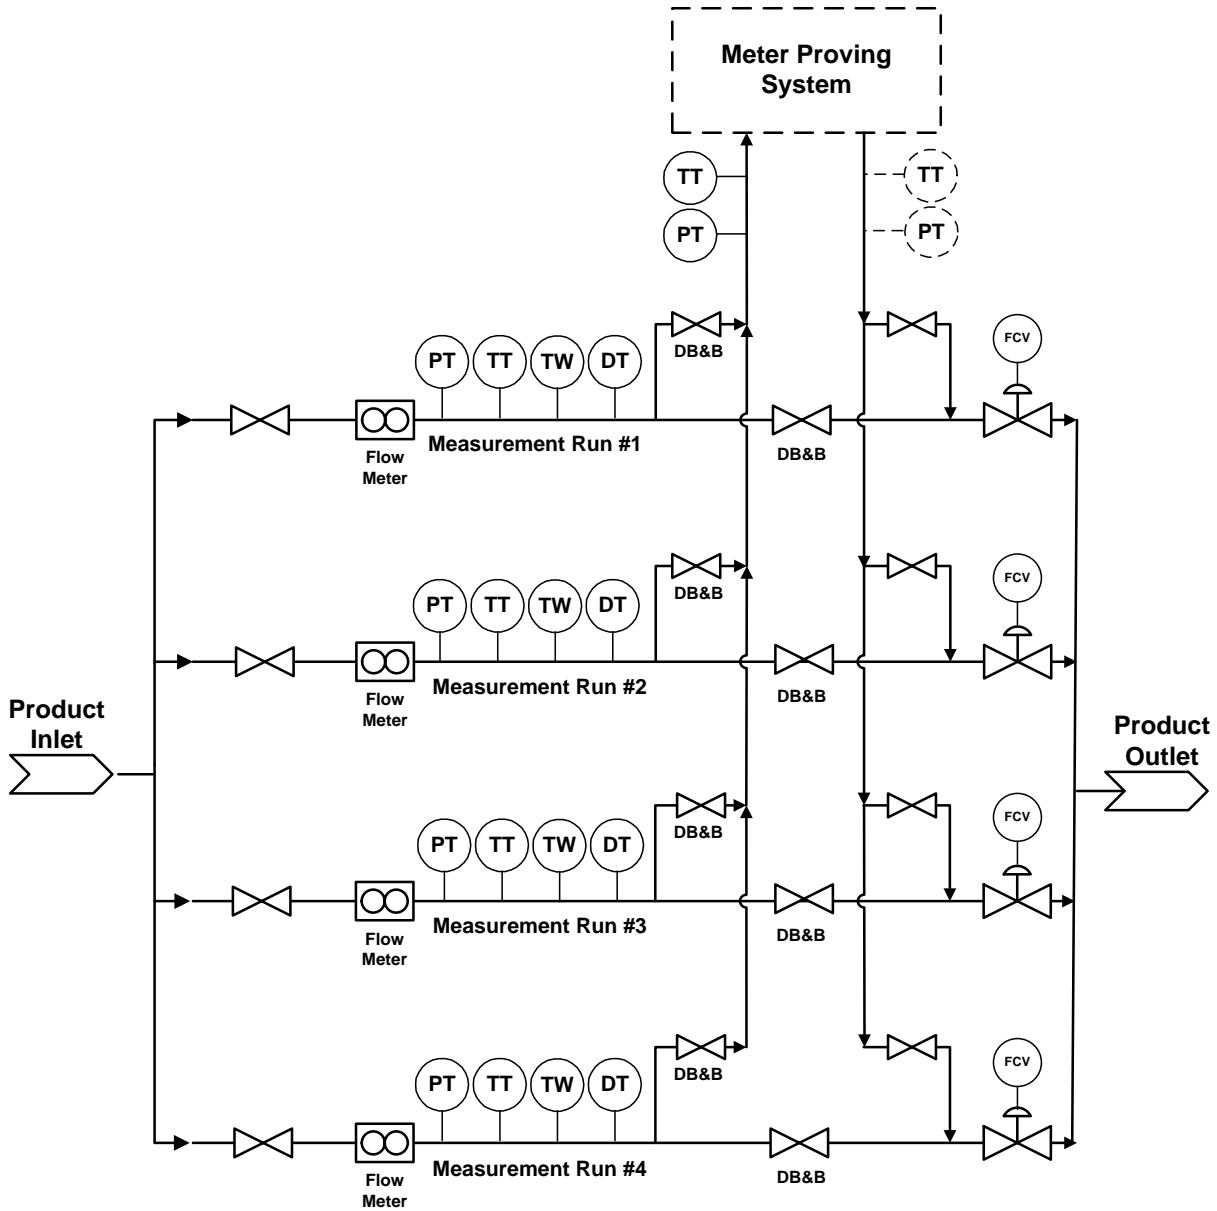 Meter Proving
System
TT
TT
PT
PT
DB&B
FCV
PT
TT
TW
DT
Measurement Run #1
Flow
Meter
DB&B
DB&B
FCV
PT
TT
TW
DT
Measurement Run #2
Flow
Meter
DB&B
Product
Inlet
Product
Outlet
DB&B
FCV
PT
TT
TW
DT
Measurement Run #3
Flow
Meter
DB&B
DB&B
FCV
PT
TT
TW
DT
Measurement Run #4
Flow
Meter
DB&B